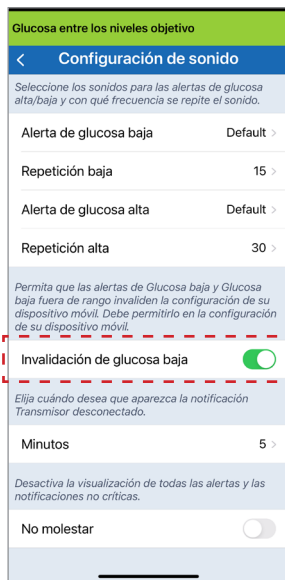 Glucosa entre los niveles objetivo
Configuración de sonido
Seleccione los sonidos para las alertas de glucosa
alta/baja y con qué frecuencia se repite el sonido.
Alerta de glucosa baja Default
Repetición baja 15
Alerta de glucosa alta Default
Repetición alta 30
Permita que las alertas de Glucosa baja y Glucosa
baja fuera de rango invaliden la configuración de su
dispositivo móvil. Debe permitirlo en la configuración
de su dispositivo móvil.
Invalidación de glucosa baja
Elija cuándo desea que aparezca la notificación
Transmisor desconectado.
Minutos 5
Desactiva la visualización de todas las alertas y las
notificaciones no críticas.
No molestar